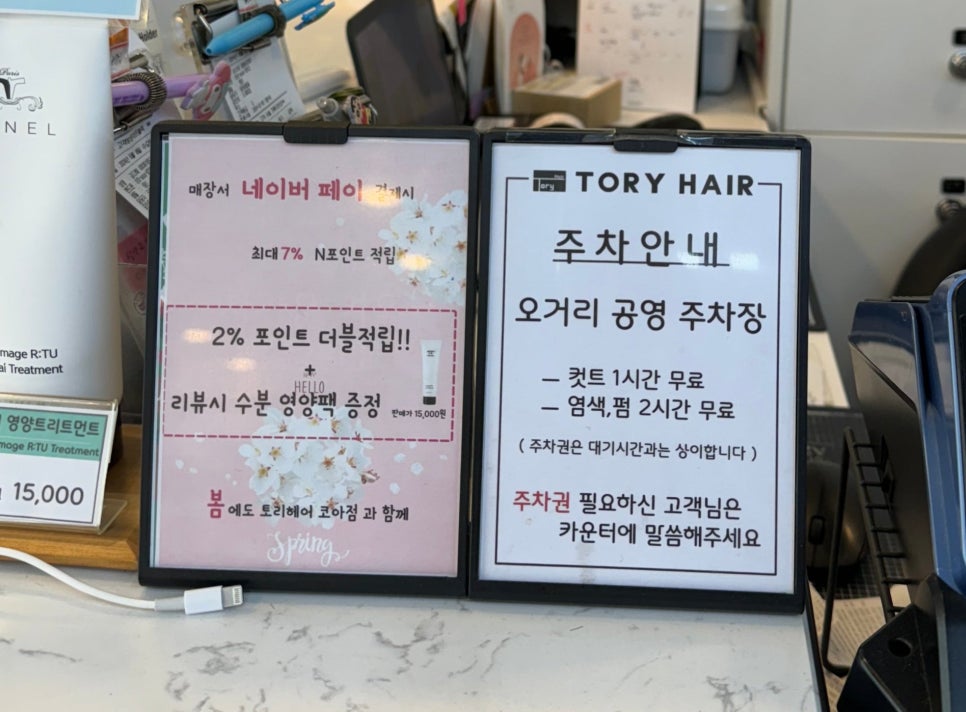 NEL
mage R:TU
ai Treatment
영양트리트먼트
mage R:TU Treatment
15,000
매장서 네이버 페이 결제시
최대 7% N포인트 적립
2% 포인트 더블적립!!
+
HELLO
리뷰시 수분 영양팩 증정
판매가 15,000원
봄에도 토리헤어 코아점 과 함께
Spring
Tory
TORY HAIR
주차안내
오거리 공영 주차장
– 컷트 1시간 무료
– 염색,펌 2시간 무료
( 주차권은 대기시간과는 상이합니다 )
주차권 필요하신 고객님은
카운터에 말씀해주세요